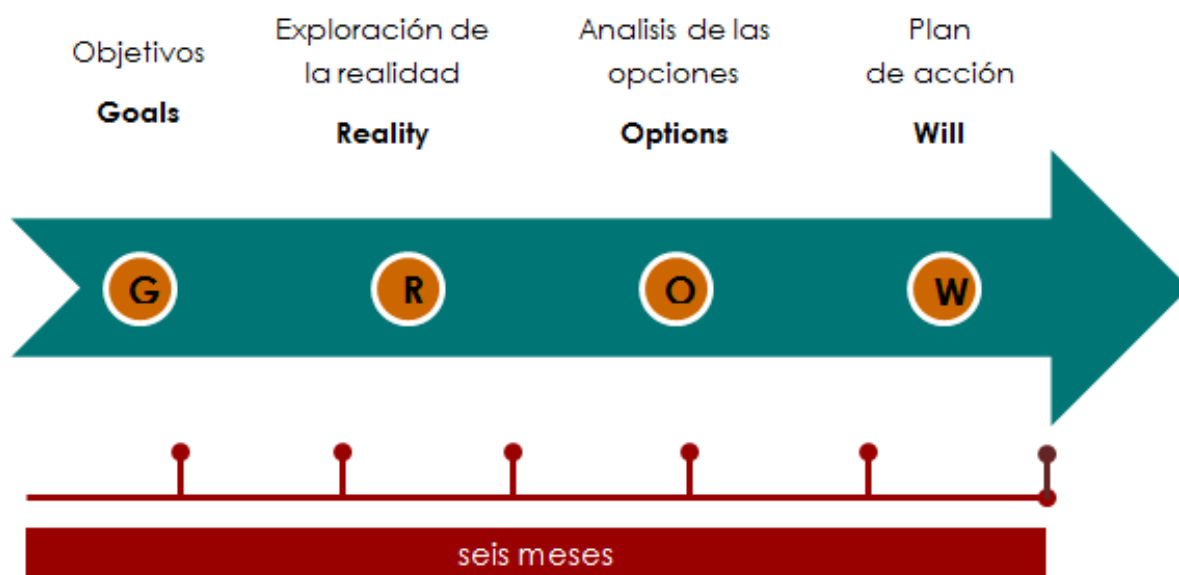 Objetivos
Goals
Exploración de
la realidad
Reality
Analisis de las
opciones
Options
Plan
de acción
Will
G
R
O
W
seis meses